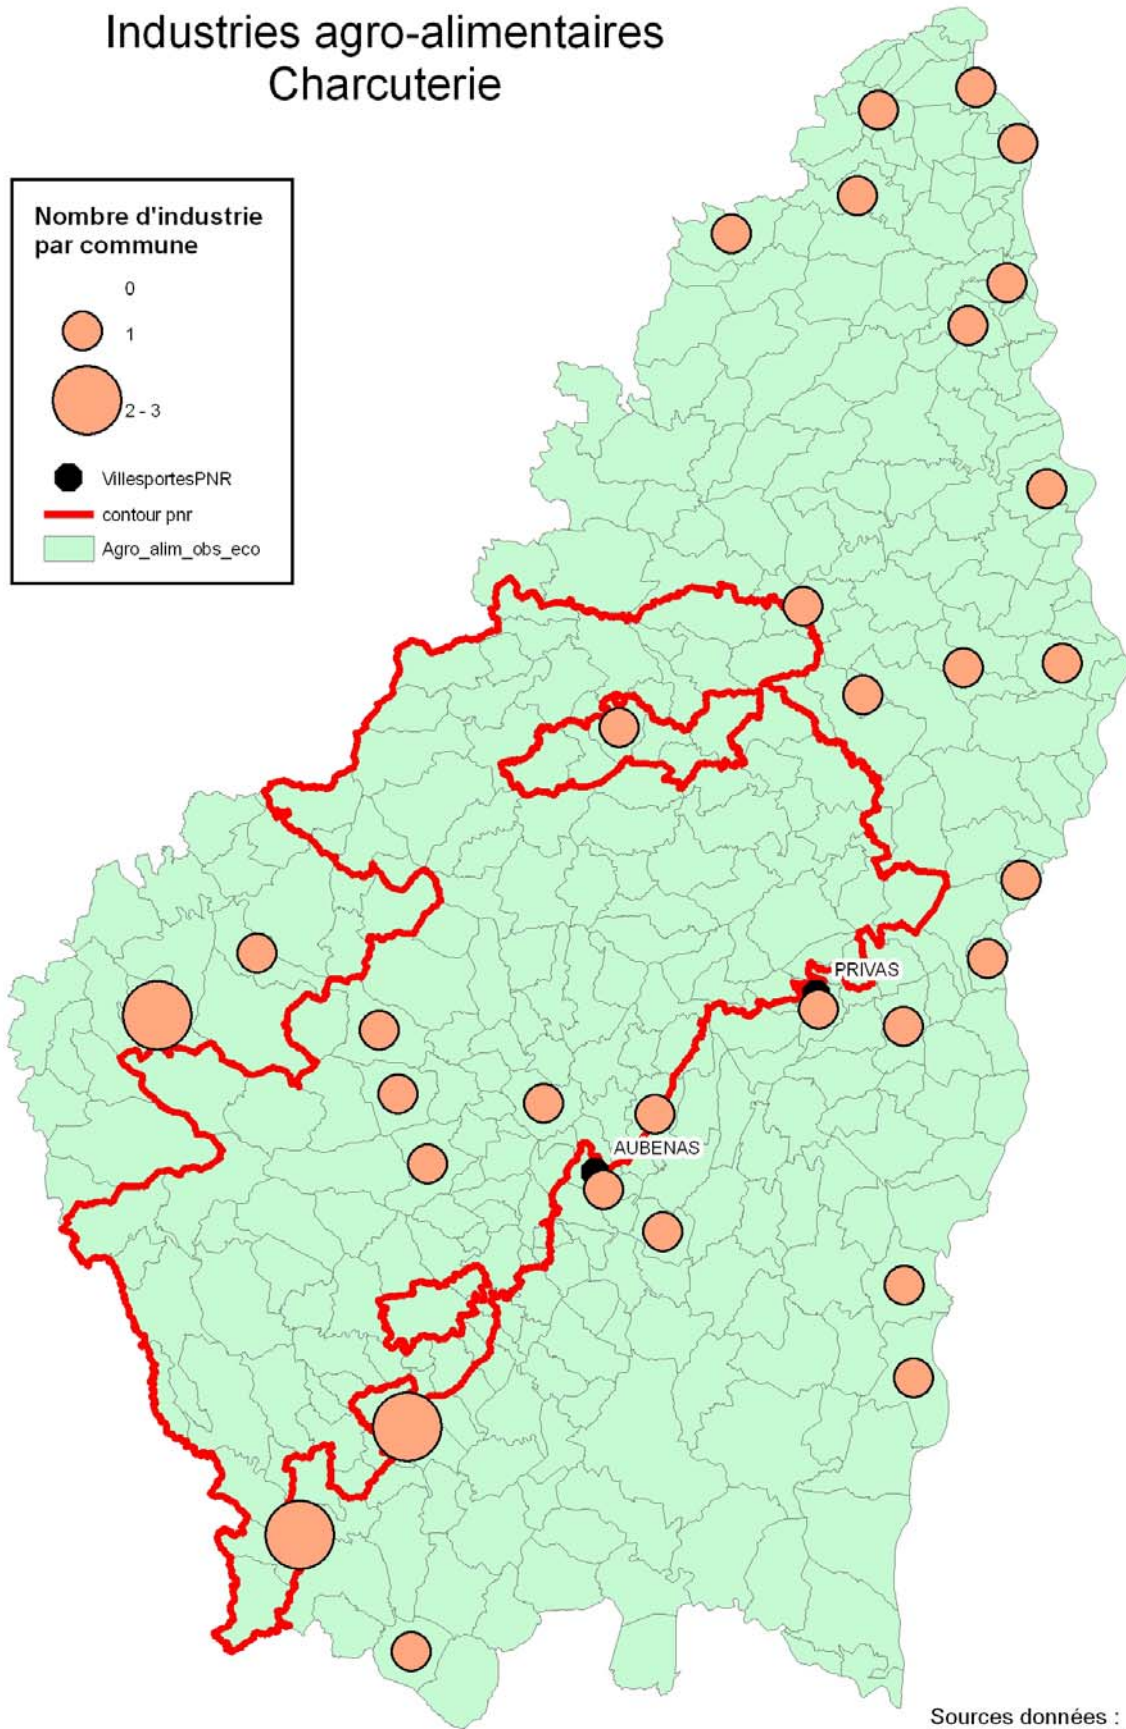 Industries agro-alimentaires
Charcuterie
Nombre d'industrie
par commune
0
1
2 - 3
VillesportesPNR
contour pnr
Agro_alim_obs_eco
PRIVAS
AUBENAS
Sources données :